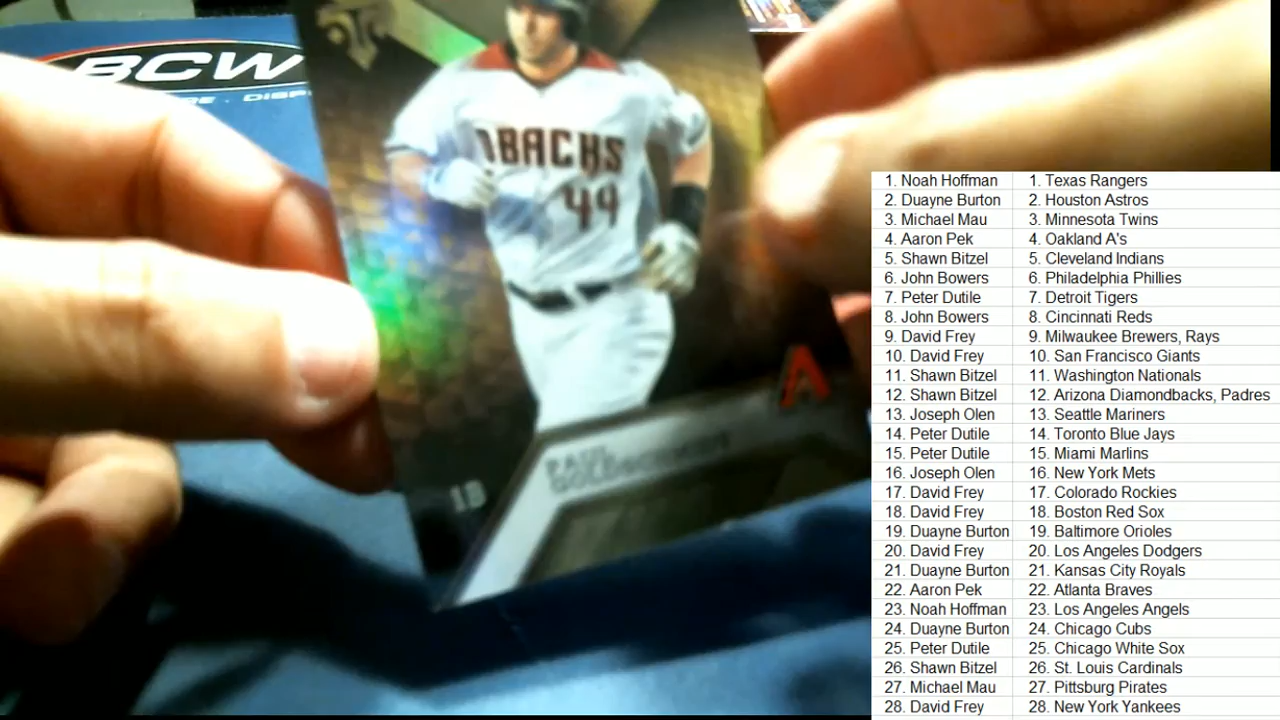 BCW
DBACKS
44
PAUL
GOLDSCHMIDT
1B
1. Noah Hoffman 1. Texas Rangers
2. Duayne Burton 2. Houston Astros
3. Michael Mau 3. Minnesota Twins
4. Aaron Pek 4. Oakland A's
5. Shawn Bitzel 5. Cleveland Indians
6. John Bowers 6. Philadelphia Phillies
7. Peter Dutile 7. Detroit Tigers
8. John Bowers 8. Cincinnati Reds
9. David Frey 9. Milwaukee Brewers, Rays
10. David Frey 10. San Francisco Giants
11. Shawn Bitzel 11. Washington Nationals
12. Shawn Bitzel 12. Arizona Diamondbacks, Padres
13. Joseph Olen 13. Seattle Mariners
14. Peter Dutile 14. Toronto Blue Jays
15. Peter Dutile 15. Miami Marlins
16. Joseph Olen 16. New York Mets
17. David Frey 17. Colorado Rockies
18. David Frey 18. Boston Red Sox
19. Duayne Burton 19. Baltimore Orioles
20. David Frey 20. Los Angeles Dodgers
21. Duayne Burton 21. Kansas City Royals
22. Aaron Pek 22. Atlanta Braves
23. Noah Hoffman 23. Los Angeles Angels
24. Duayne Burton 24. Chicago Cubs
25. Peter Dutile 25. Chicago White Sox
26. Shawn Bitzel 26. St. Louis Cardinals
27. Michael Mau 27. Pittsburg Pirates
28. David Frey 28. New York Yankees